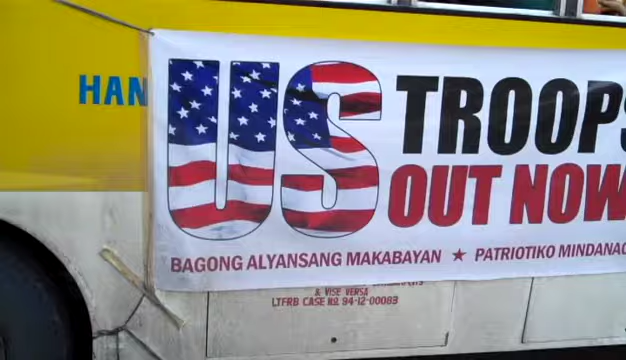 HAN
US TROOPS
OUT NOW
BAGONG ALYANSANG MAKABAYAN ★ PATRIOTIKO MINDANAO
& VISE VERSA
LTFRB CASE No. 94-12-00083